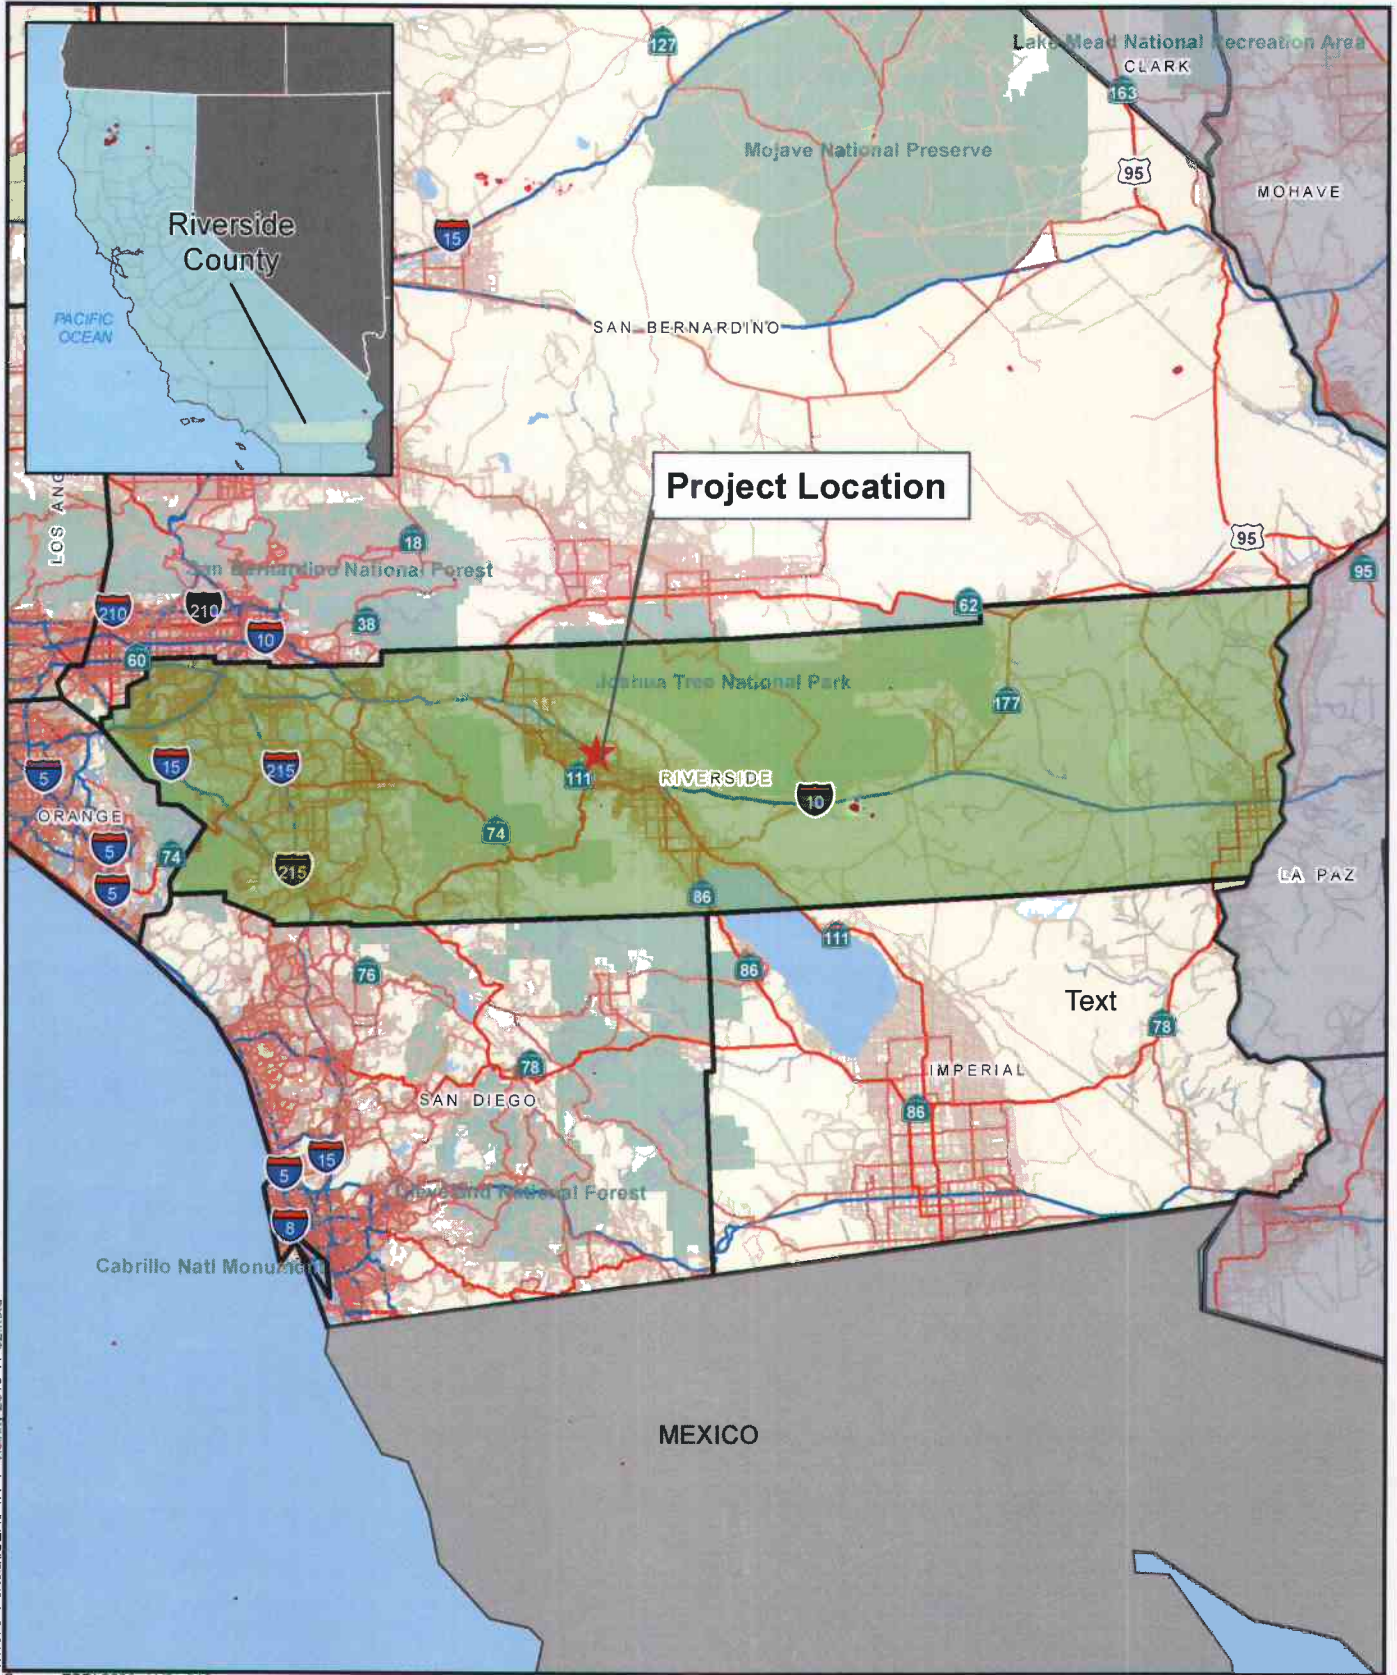 127
Lake Mead National Recreation Area
CLARK
163
Mojave National Preserve
95
MOHAVE
Riverside
County
15
PACIFIC
OCEAN
SAN BERNARDINO
Project Location
LOS ANG
18
95
San Bernardino National Forest
95
210
210
62
38
10
60
Joshua Tree National Park
177
15
215
5
111
RIVERSIDE
10
ORANGE
74
5
74
215
LA PAZ
5
86
111
76
86
Text
78
78
IMPERIAL
SAN DIEGO
86
15
5
Cleveland National Forest
8
Cabrillo Natl Monument
MEXICO